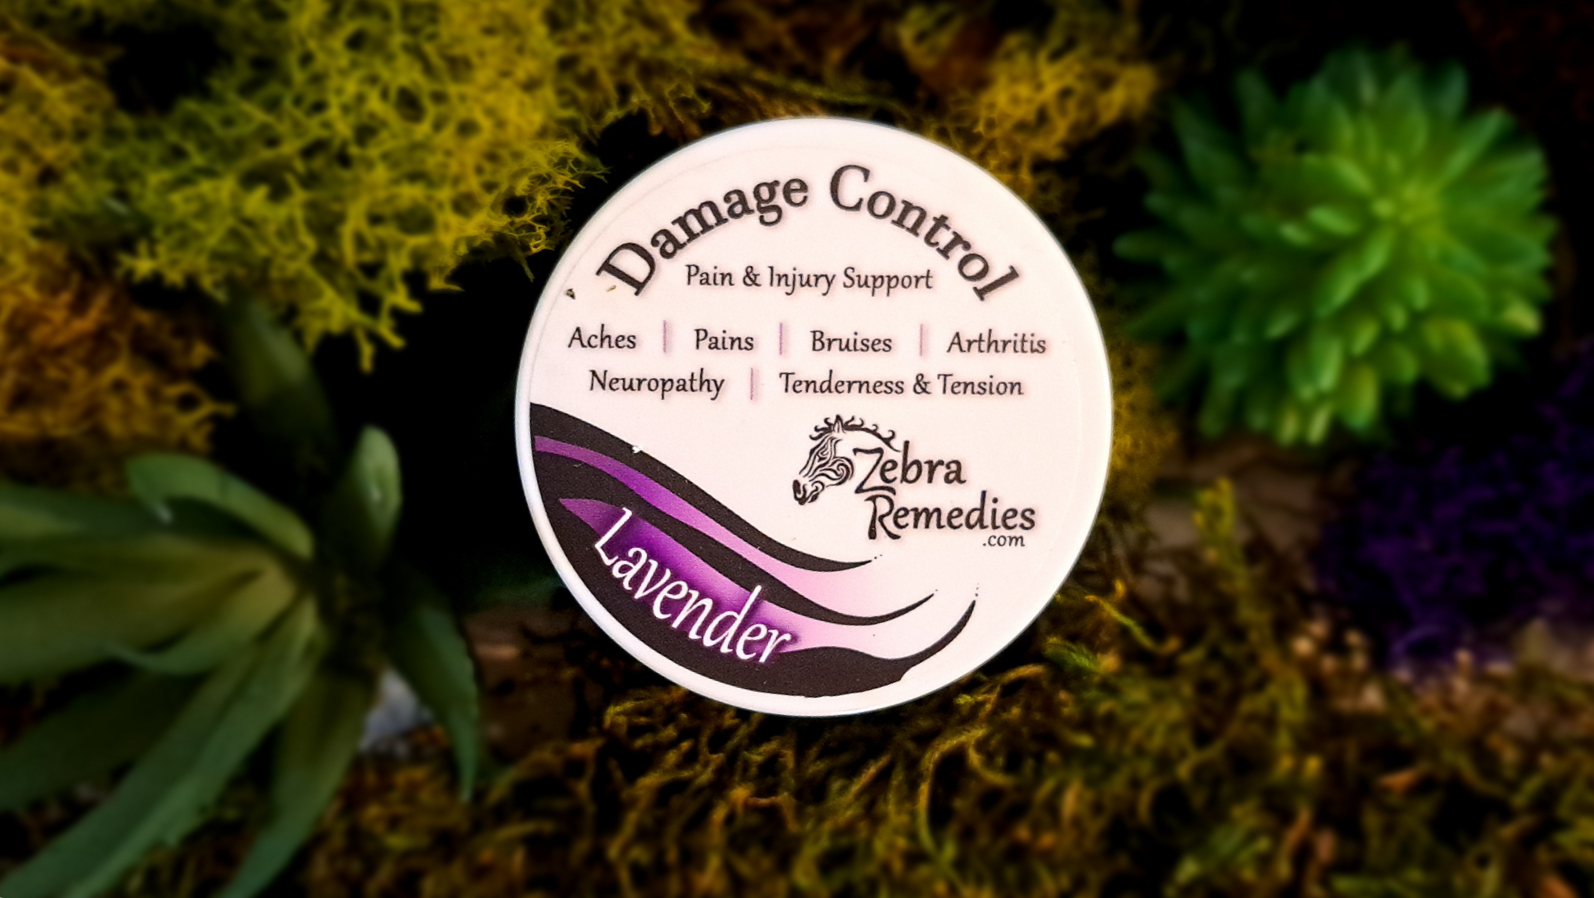 Damage Control
Pain & Injury Support
Aches | Pains | Bruises | Arthritis
Neuropathy | Tenderness & Tension
Zebra
Remedies
.com
Lavender